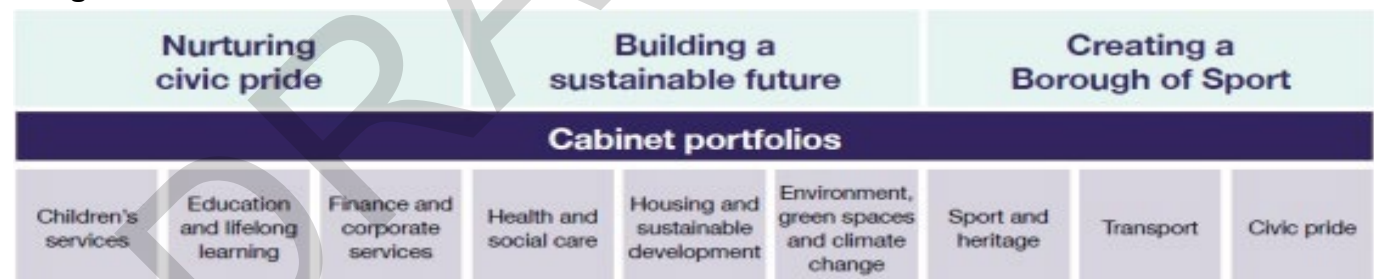 Nurturing
civic pride
Building a
sustainable future
Creating a
Borough of Sport
Cabinet portfolios
Children's
services
Education
and lifelong
learning
Finance and
corporate
services
Health and
social care
Housing and
sustainable
development
Environment,
green spaces
and climate
change
Sport and
heritage
Transport
Civic pride